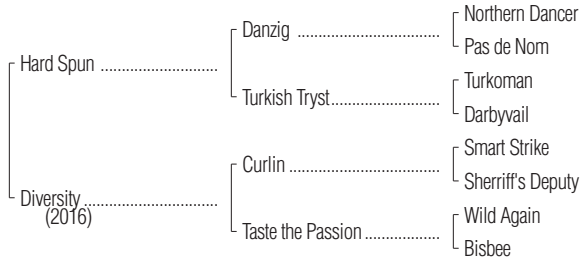 Northern Dancer
Danzig ..........................................
Pas de Nom
Hard Spun ..................................
Turkoman
Turkish Tryst................................
Darbyvail
Smart Strike
Curlin ............................................
Sherriff's Deputy
Diversity .......................................
(2016)
Wild Again
Taste the Passion ......................
Bisbee